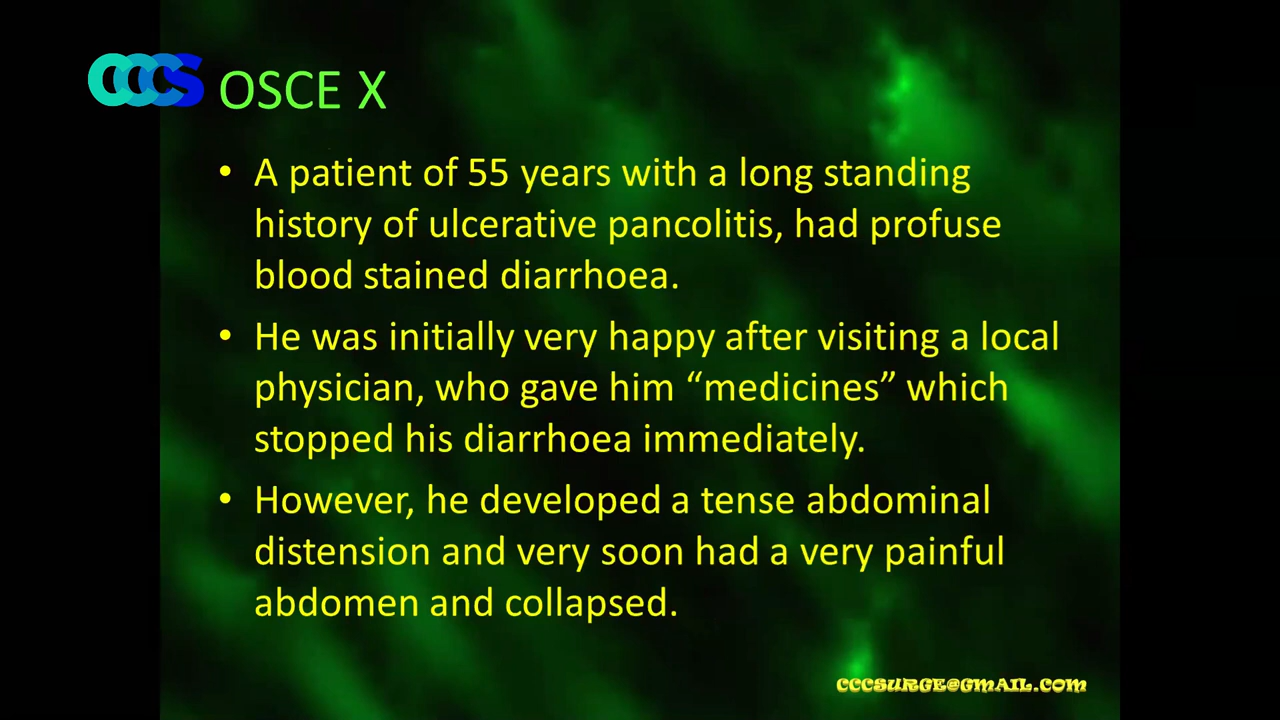 CCCS OSCE X
• A patient of 55 years with a long standing
history of ulcerative pancolitis, had profuse
blood stained diarrhoea.
• He was initially very happy after visiting a local
physician, who gave him “medicines” which
stopped his diarrhoea immediately.
• However, he developed a tense abdominal
distension and very soon had a very painful
abdomen and collapsed.
CCCSURGE@GMAIL.COM